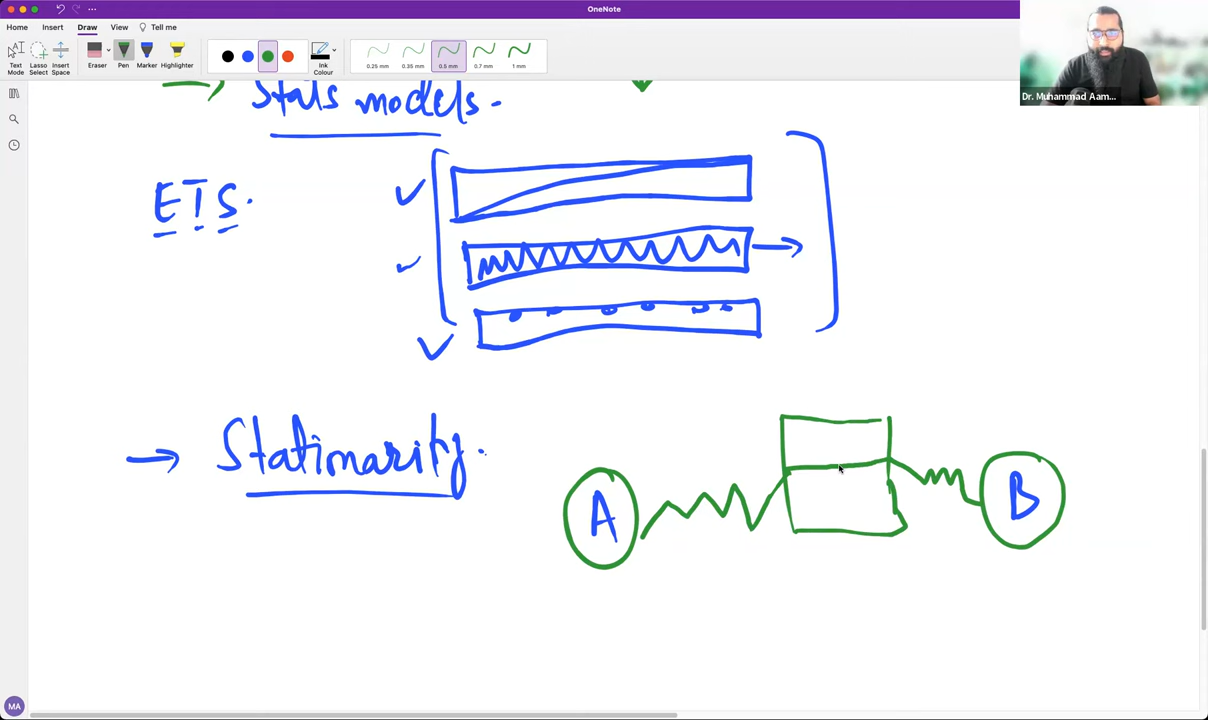 OneNote
Home Insert Draw View Tell me
Text Mode
Lasso Select
Insert Space
Eraser
Pen
Marker
Highlighter
Ink Colour
0.25 mm
0.35 mm
0.5 mm
0.7 mm
1 mm
Dr. Muhammad Aam...
Stats models.
ETS.
Stationarity.
A
B
MA